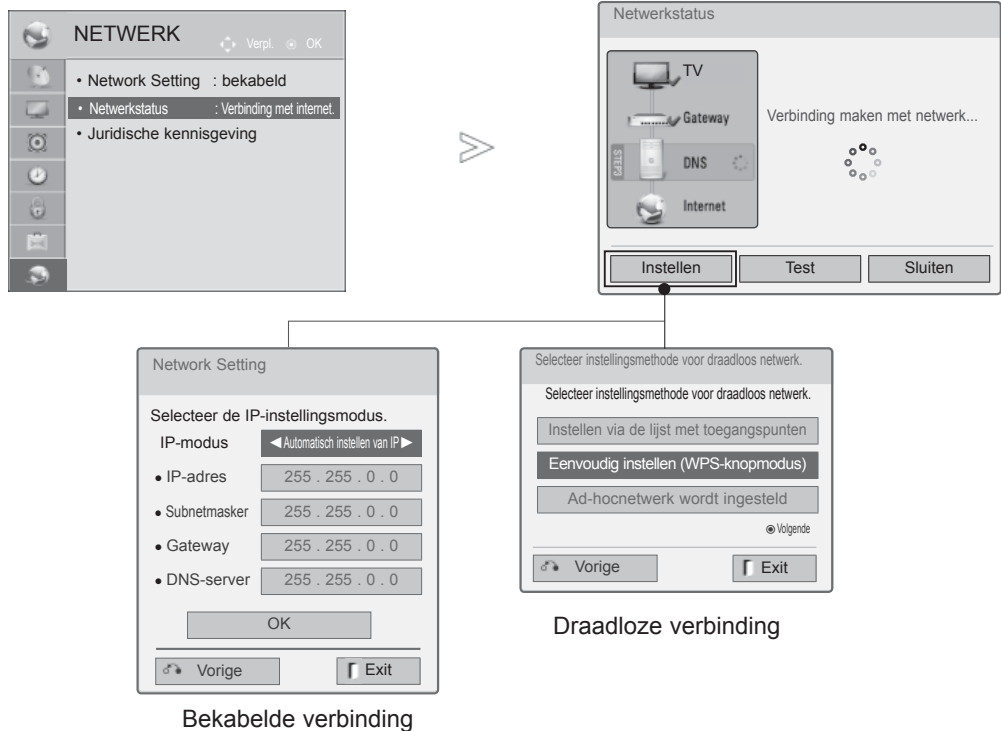 NETWERK
Verpl. OK
• Network Setting : bekabeld
• Netwerkstatus : Verbinding met internet.
• Juridische kennisgeving
Netwerkstatus
TV
Gateway
STEP3
DNS
Internet
Verbinding maken met netwerk...
Instellen
Test
Sluiten
Network Setting
Selecteer de IP-instellingsmodus.
IP-modus ◀ Automatisch instellen van IP ▶
• IP-adres 255 . 255 . 0 . 0
• Subnetmasker 255 . 255 . 0 . 0
• Gateway 255 . 255 . 0 . 0
• DNS-server 255 . 255 . 0 . 0
OK
Vorige
Exit
Bekabelde verbinding
Selecteer instellingsmethode voor draadloos netwerk.
Selecteer instellingsmethode voor draadloos netwerk.
Instellen via de lijst met toegangspunten
Eenvoudig instellen (WPS-knopmodus)
Ad-hocnetwerk wordt ingesteld
Volgende
Vorige
Exit
Draadloze verbinding